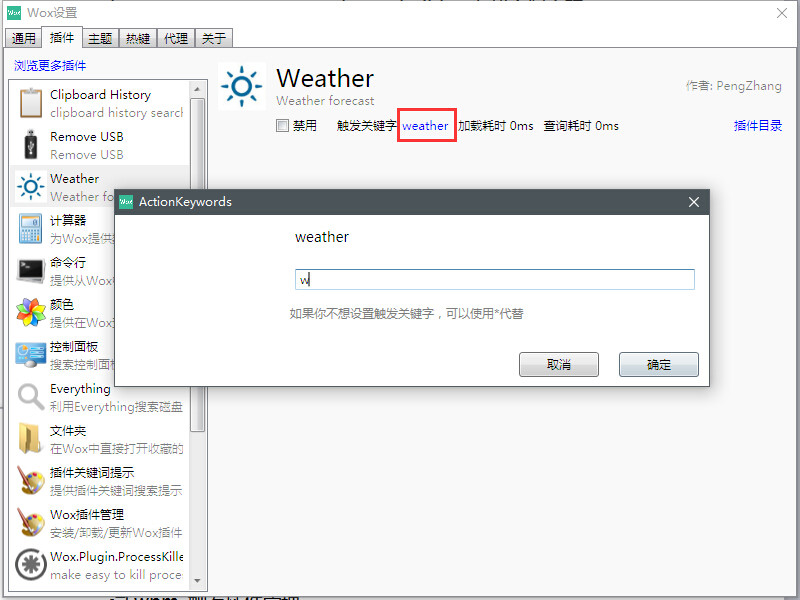 Wox设置
通用 插件 主题 热键 代理 关于
浏览更多插件
Clipboard History
clipboard history search
Remove USB
Remove USB
Weather
Weather fo
计算器
为Wox提供
命令行
提供从Wox
颜色
提供在Wox
控制面板
搜索控制面
Everything
利用Everything搜索磁盘
文件夹
在Wox中直接打开收藏的
插件关键词提示
提供插件关键词搜索提示
Wox插件管理
安装/卸载/更新Wox插件
Wox.Plugin.ProcessKille
make easy to kill proce
Weather
作者: PengZhang
Weather forecast
禁用 触发关键字 weather 加载耗时 0ms 查询耗时 0ms 插件目录
Wox ActionKeywords
weather
w
如果你不想设置触发关键字，可以使用*代替
取消 确定